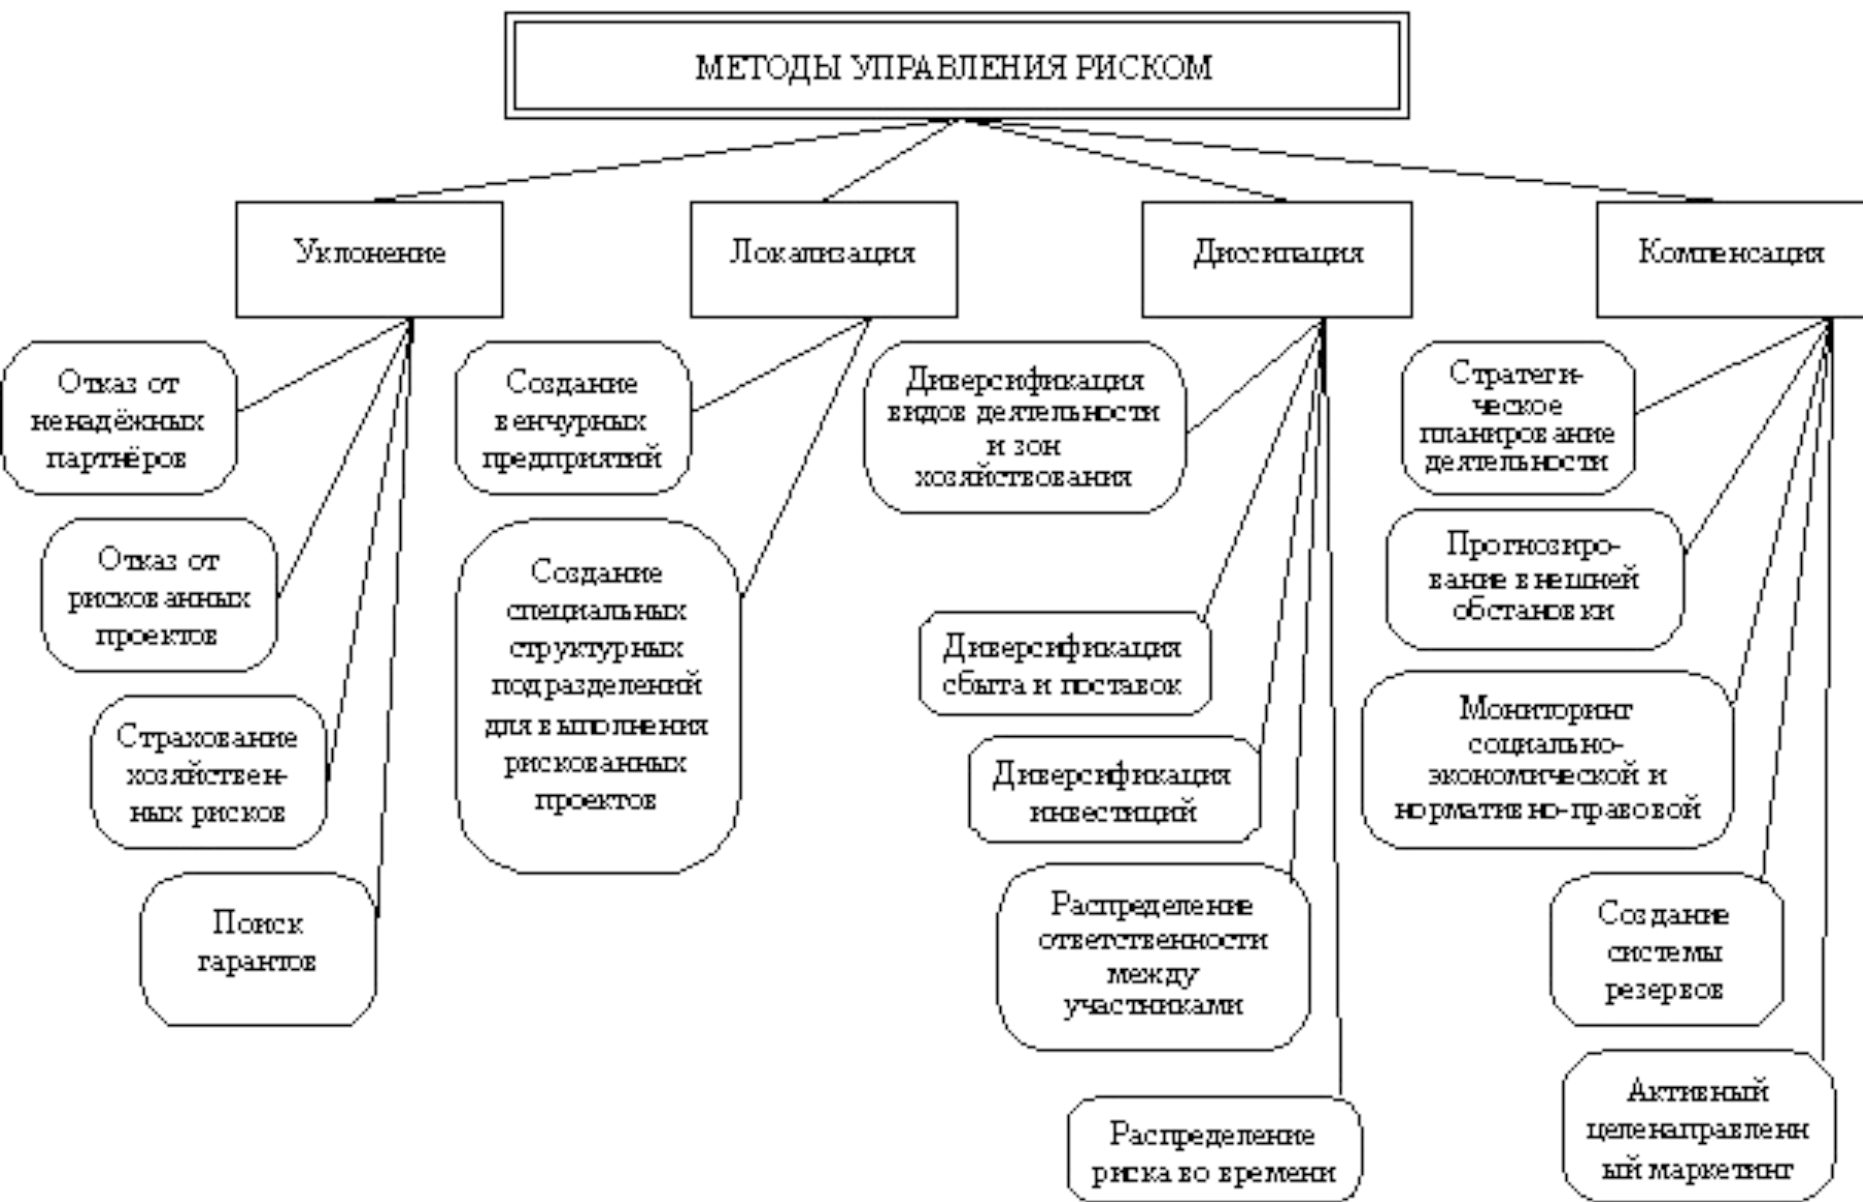 МЕТОДЫ УПРАВЛЕНИЯ РИСКОМ
Уклонение
Локализация
Диссипация
Компенсация
Отказ от
ненадёжных
партнёров
Отказ от
рискованных
проектов
Страхование
хозяйствен-
ных рисков
Поиск
гарантов
Создание
венчурных
предприятий
Создание
специальных
структурных
подразделений
для выполнения
рискованных
проектов
Диверсификация
видов деятельности
и зон
хозяйствования
Диверсификация
сбыта и поставок
Диверсификация
инвестиций
Распределение
ответственности
между
участниками
Распределение
риска во времени
Стратеги-
ческое
планирование
деятельности
Прогнозиро-
вание внешней
обстановки
Мониторинг
социально-
экономической и
нормативно-правовой
Создание
системы
резервов
Активный
целенаправленн
ый маркетинг